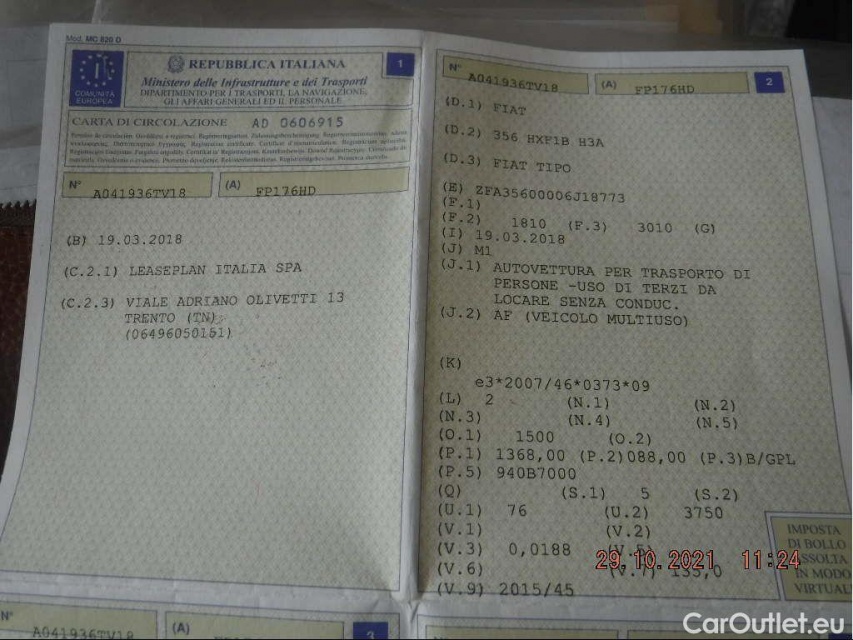 Mod. MC 820 D
COMUNITÀ
EUROPEA
REPUBBLICA ITALIANA
1
Ministero delle Infrastrutture e dei Trasporti
DIPARTIMENTO PER I TRASPORTI, LA NAVIGAZIONE,
GLI AFFARI GENERALI ED IL PERSONALE
CARTA DI CIRCOLAZIONE AD 0606915
N° A041936TV18 (A) FP176HD
(B) 19.03.2018
(C.2.1) LEASEPLAN ITALIA SPA
(C.2.3) VIALE ADRIANO OLIVETTI 13
TRENTO (TN)
(06496050151)
N° A041936TV18 (A) FP176HD 2
(D.1) FIAT
(D.2) 356 HXF1B H3A
(D.3) FIAT TIPO
(E) ZFA35600006J18773
(F.1)
(F.2) 1810 (F.3) 3010 (G)
(I) 19.03.2018
(J) M1
(J.1) AUTOVETTURA PER TRASPORTO DI
PERSONE -USO DI TERZI DA
LOCARE SENZA CONDUC.
(J.2) AF (VEICOLO MULTIUSO)
(K)
e3*2007/46*0373*09
(L) 2 (N.1) (N.2)
(N.3) (N.4) (N.5)
(O.1) 1500 (O.2)
(P.1) 1368,00 (P.2)088,00 (P.3)B/GPL
(P.5) 940B7000
(Q) (S.1) 5 (S.2)
(U.1) 76 (U.2) 3750
(V.1) (V.2)
(V.3) 0,0188 (V.5)
(V.6) (V.7) 135,0
(V.9) 2015/45
IMPOSTA
DI BOLLO
ASSOLTA
IN MODO
VIRTUAL
29.10.2021 11:24
N° A041936TV18 (A) 3
CarOutlet.eu